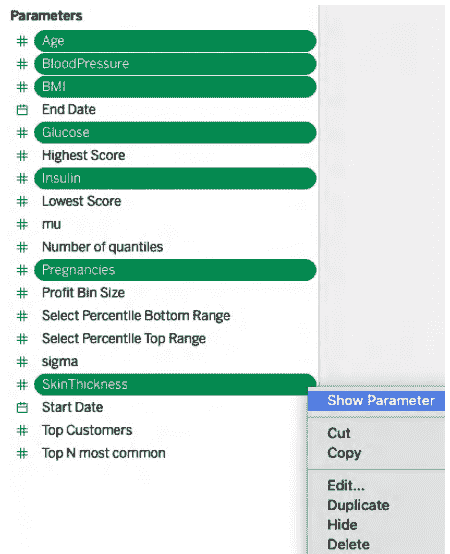 Parameters
Age
BloodPressure
BMI
End Date
Glucose
Highest Score
Insulin
Lowest Score
mu
Number of quantiles
Pregnancies
Profit Bin Size
Select Percentile Bottom Range
Select Percentile Top Range
sigma
SkinThickness
Start Date
Top Customers
Top N most common
Show Parameter
Cut
Copy
Edit...
Duplicate
Hide
Delete